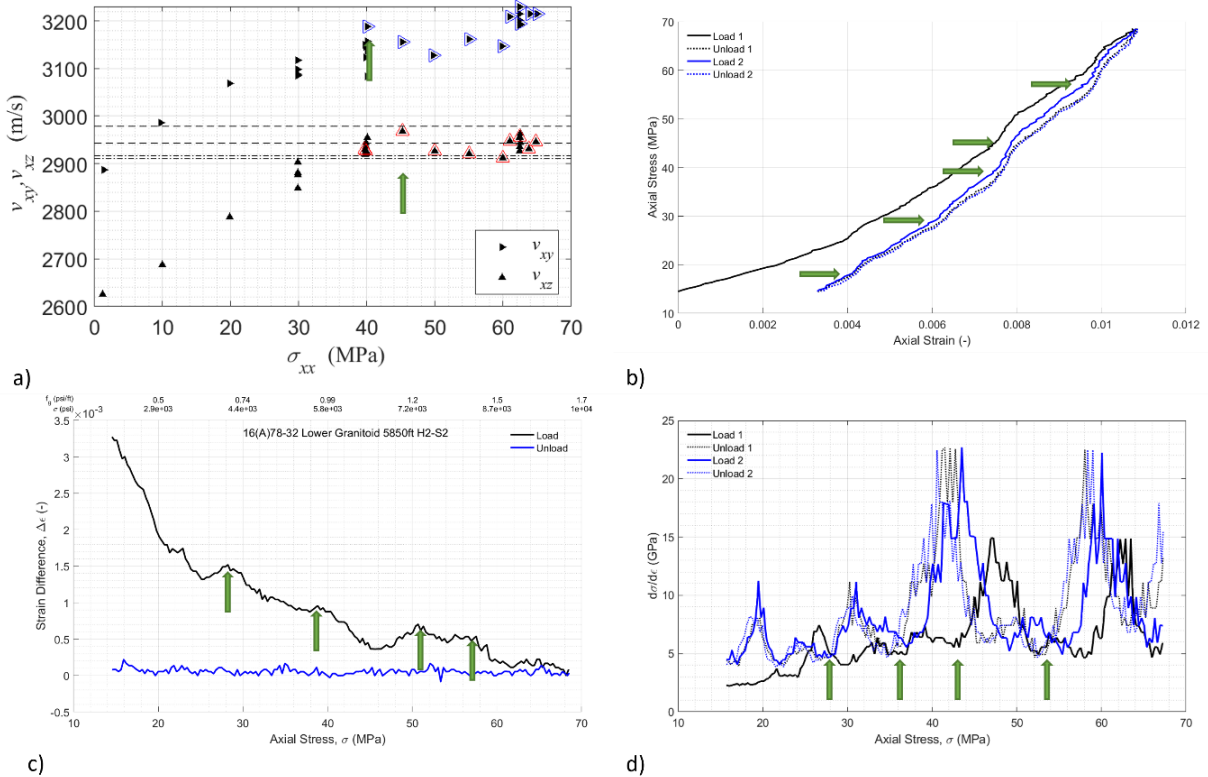 3200
3100
3000
2900
2800
2700
2600
v_xy, v_xz (m/s)
v_xy
v_xz
0 10 20 30 40 50 60 70
σ_xx (MPa)
a)
70
60
50
40
30
20
10
Axial Stress (MPa)
Load 1
Unload 1
Load 2
Unload 2
0 0.002 0.004 0.006 0.008 0.01 0.012
Axial Strain (-)
b)
f_g (psi/ft) 0.5 0.74 0.99 1.2 1.5 1.7
σ (psi) 2.9e+03 4.4e+03 5.8e+03 7.2e+03 8.7e+03 1e+04
×10^-3
3.5
3
2.5
2
1.5
1
0.5
0
-0.5
Strain Difference, Δϵ (-)
16(A)78-32 Lower Granitoid 5850ft H2-S2
Load
Unload
10 20 30 40 50 60 70
Axial Stress, σ (MPa)
c)
25
20
15
10
5
0
dσ/dϵ (GPa)
Load 1
Unload 1
Load 2
Unload 2
10 20 30 40 50 60 70
Axial Stress, σ (MPa)
d)